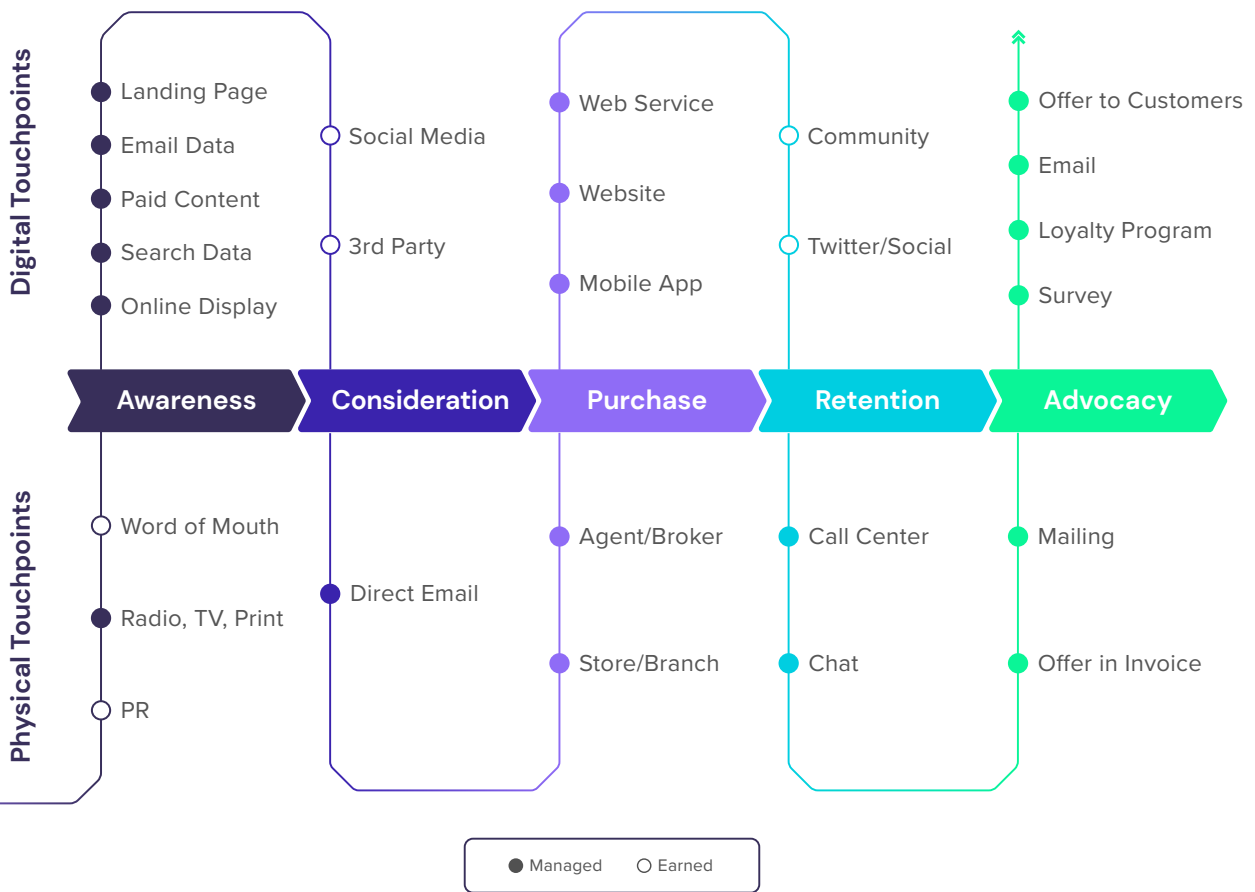 Digital Touchpoints
Landing Page
Email Data
Paid Content
Search Data
Online Display
Social Media
3rd Party
Web Service
Website
Mobile App
Community
Twitter/Social
Offer to Customers
Email
Loyalty Program
Survey
Awareness
Consideration
Purchase
Retention
Advocacy
Physical Touchpoints
Word of Mouth
Radio, TV, Print
PR
Direct Email
Agent/Broker
Store/Branch
Call Center
Chat
Mailing
Offer in Invoice
Managed
Earned